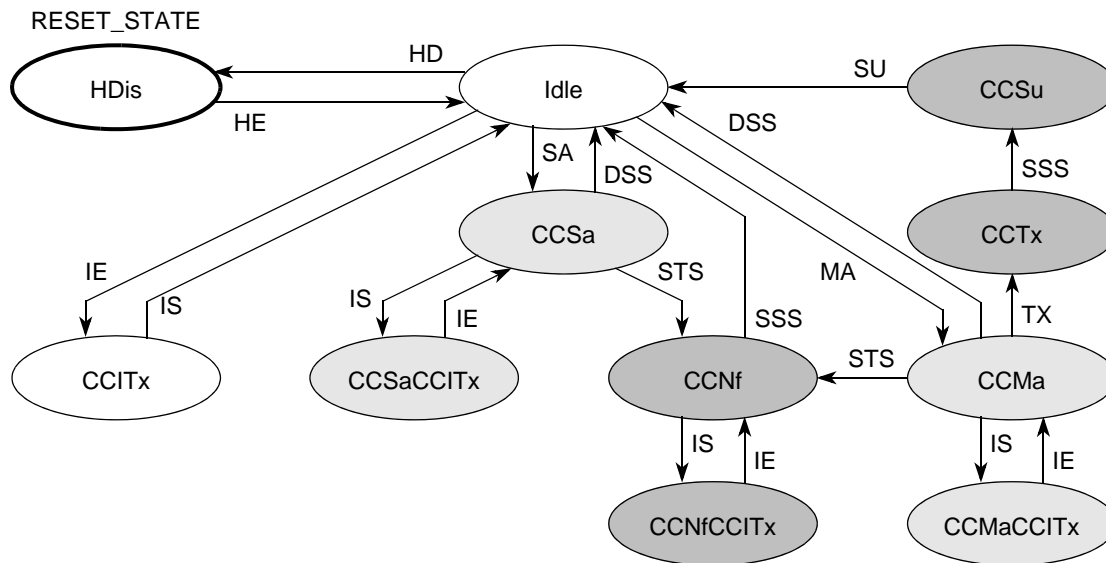 RESET_STATE
HDis
HD
HE
Idle
SU
CCSu
DSS
SA
DSS
SSS
CCSa
CCTx
IE
IS
IS
IE
STS
MA
SSS
TX
STS
CCITx
CCSaCCITx
CCNf
CCMa
IS
IE
IS
IE
CCNfCCITx
CCMaCCITx